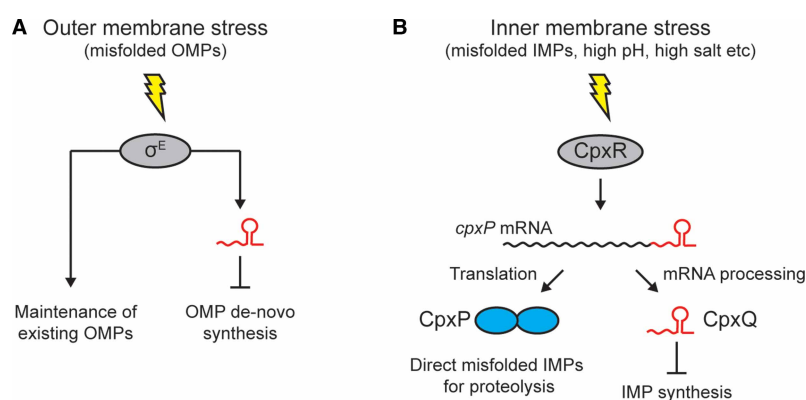 A Outer membrane stress
(misfolded OMPs)
σE
Maintenance of
existing OMPs
OMP de-novo
synthesis
B Inner membrane stress
(misfolded IMPs, high pH, high salt etc)
CpxR
cpxP mRNA
Translation
mRNA processing
CpxP
CpxQ
Direct misfolded IMPs
for proteolysis
IMP synthesis